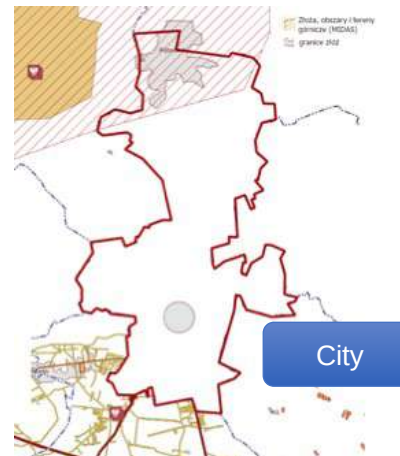 Złoża, obszary i tereny
górnicze (MIDAS)
granice złóż
City